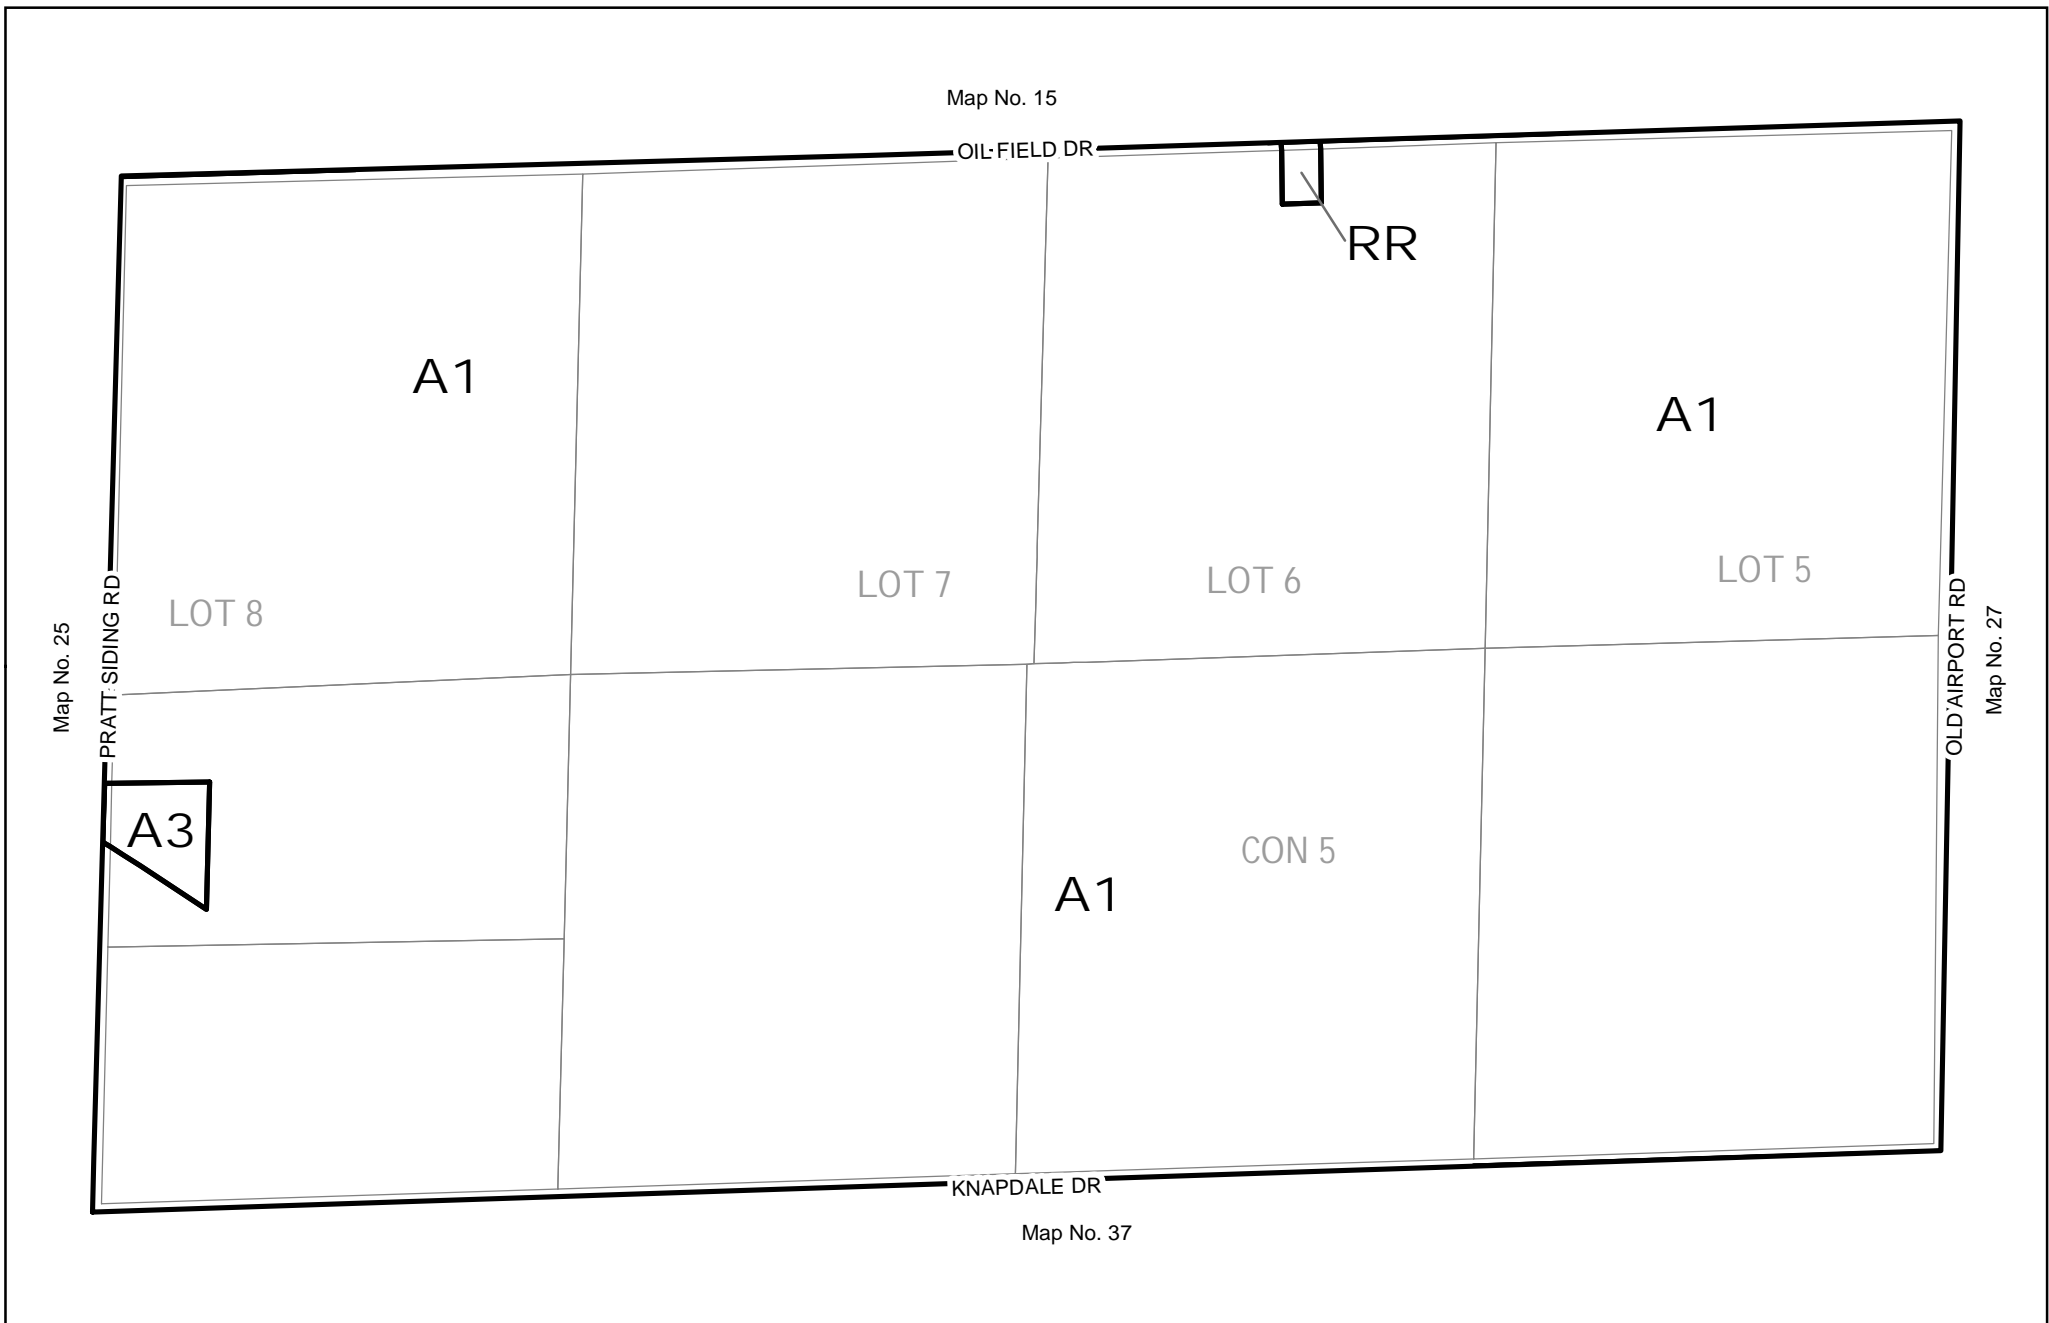 Map No. 15
OIL FIELD DR
RR
A1
A1
LOT 8
LOT 7
LOT 6
LOT 5
Map No. 25
PRATT SIDING RD
OLD AIRPORT RD
Map No. 27
A3
CON 5
A1
KNAPDALE DR
Map No. 37